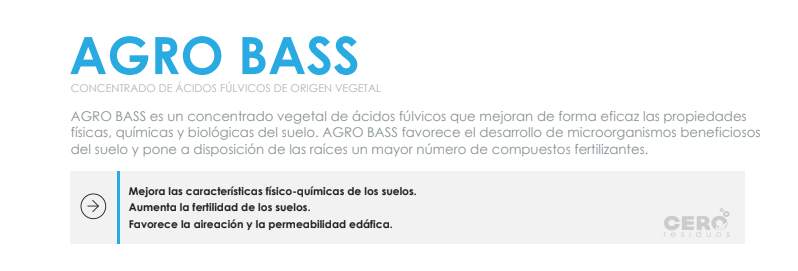 AGRO BASS
CONCENTRADO DE ÁCIDOS FÚLVICOS DE ORIGEN VEGETAL
AGRO BASS es un concentrado vegetal de ácidos fúlvicos que mejoran de forma eficaz las propiedades
físicas, químicas y biológicas del suelo. AGRO BASS favorece el desarrollo de microorganismos beneficiosos
del suelo y pone a disposición de las raíces un mayor número de compuestos fertilizantes.
Mejora las características físico-químicas de los suelos.
Aumenta la fertilidad de los suelos.
Favorece la aireación y la permeabilidad edáfica.
CERO
residuos